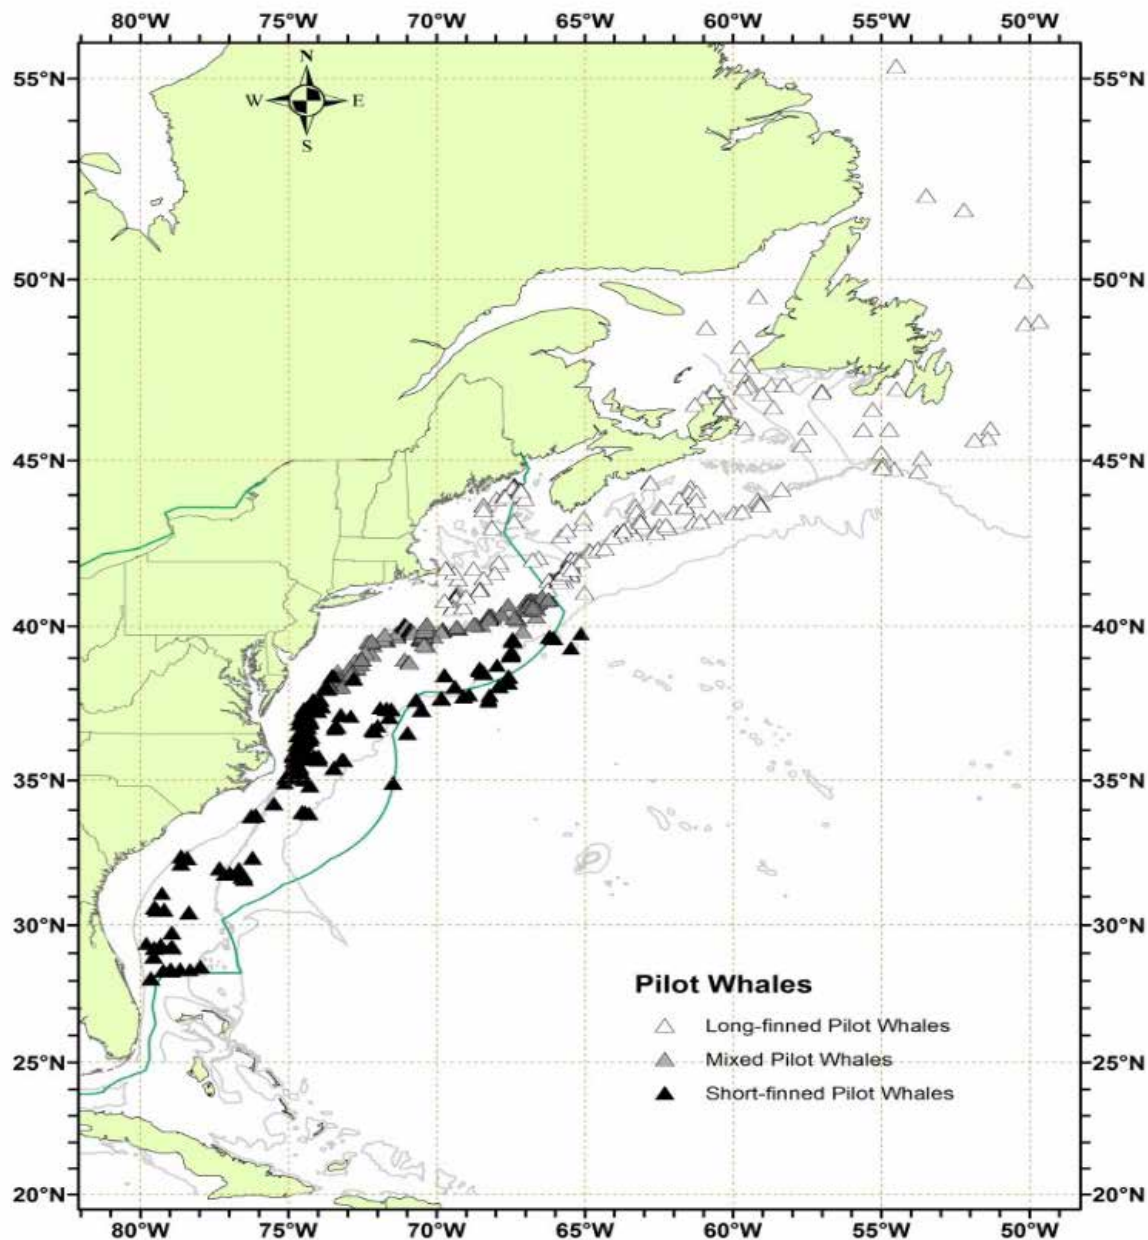 80°W 75°W 70°W 65°W 60°W 55°W 50°W
N
55°N 55°N
W E
S
50°N 50°N
45°N 45°N
40°N 40°N
35°N 35°N
30°N 30°N
Pilot Whales
Long-finned Pilot Whales
Mixed Pilot Whales
25°N 25°N
Short-finned Pilot Whales
20°N 20°N
80°W 75°W 70°W 65°W 60°W 55°W 50°W